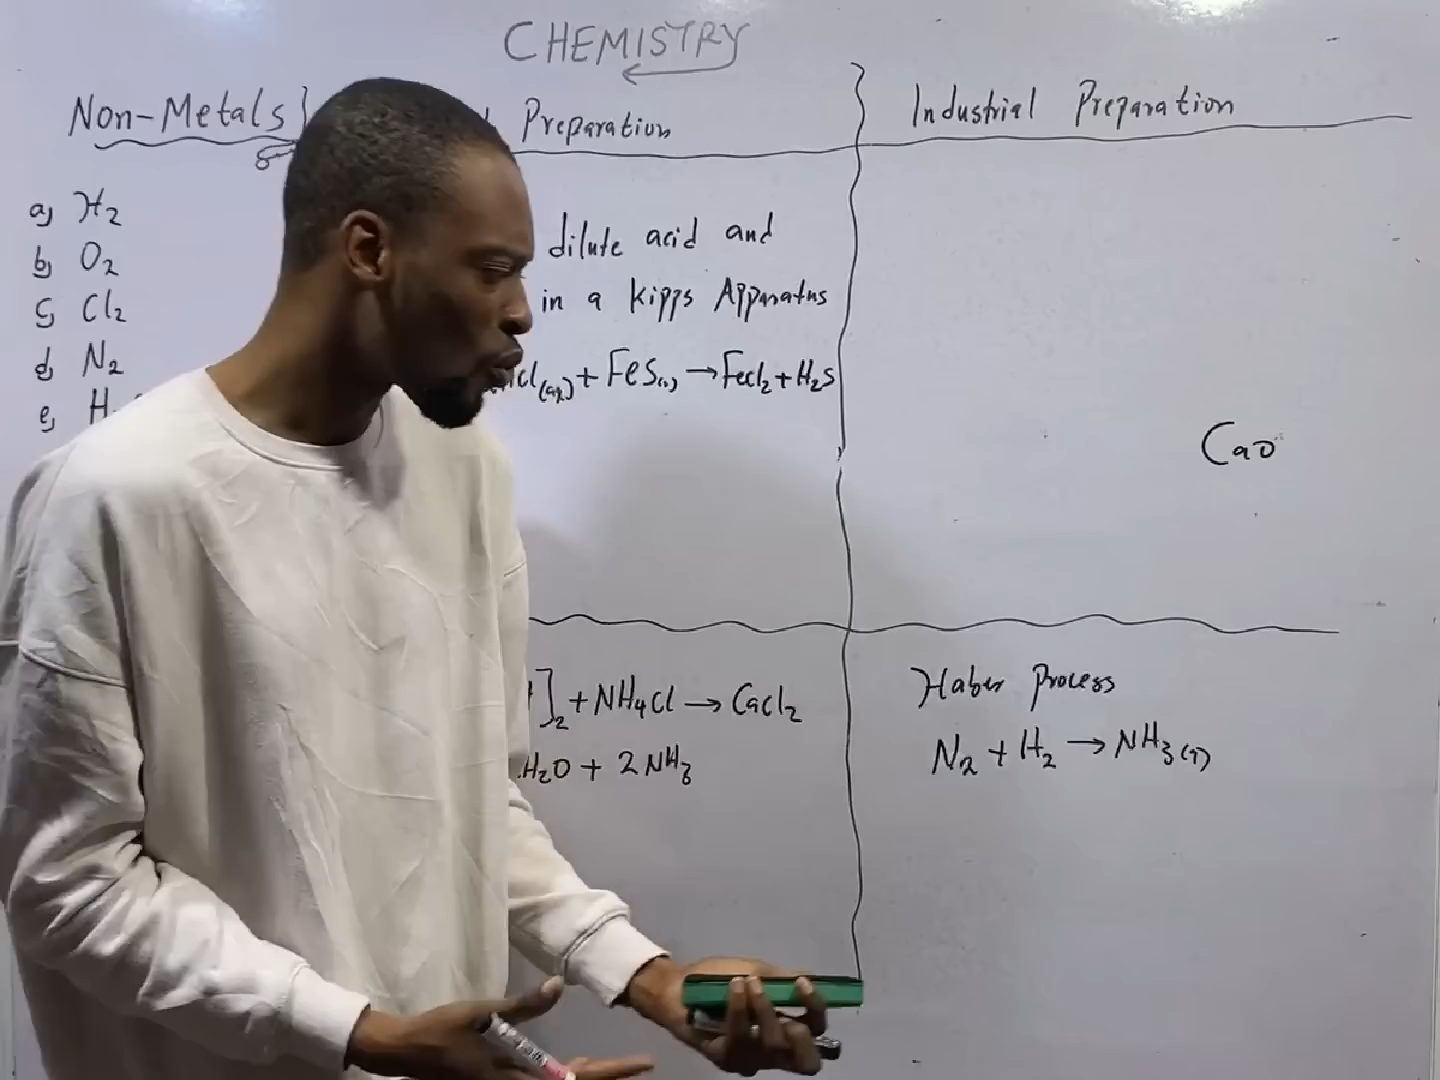 CHEMISTRY
Non-Metals
Preparation
Industrial Preparation
a) H2
b) O2
c) Cl2
d) N2
e) H
dilute acid and
in a Kipps Apparatus
Cl(aq) + FeS(s) → FeCl2 + H2S
CaO
]2 + NH4Cl → CaCl2
H2O + 2NH3
Haber Process
N2 + H2 → NH3(g)